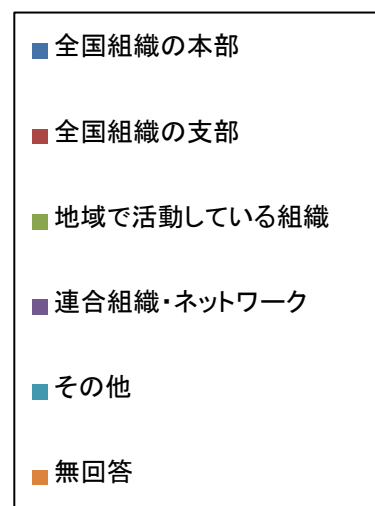 全国組織の本部
全国組織の支部
地域で活動している組織
連合組織・ネットワーク
その他
無回答